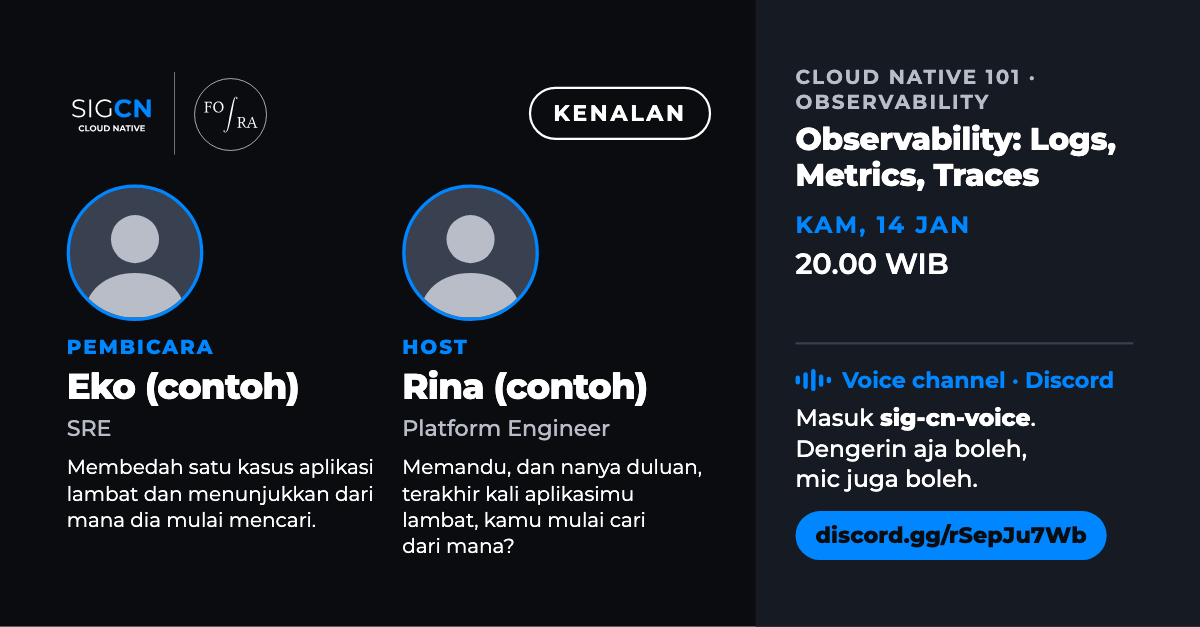 SIGCN
CLOUD NATIVE
FO RA
KENALAN
PEMBICARA
Eko (contoh)
SRE
Membedah satu kasus aplikasi
lambat dan menunjukkan dari
mana dia mulai mencari.
HOST
Rina (contoh)
Platform Engineer
Memandu, dan nanya duluan,
terakhir kali aplikasimu
lambat, kamu mulai cari
dari mana?
CLOUD NATIVE 101 ·
OBSERVABILITY
Observability: Logs,
Metrics, Traces
KAM, 14 JAN
20.00 WIB
Voice channel · Discord
Masuk sig-cn-voice.
Dengerin aja boleh,
mic juga boleh.
discord.gg/rSepJu7Wb